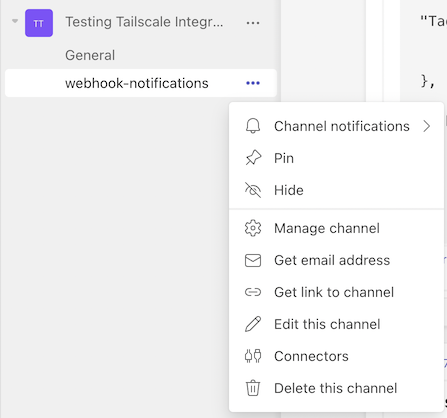 TT
Testing Tailscale Integr...
"Ta
General
webhook-notifications
},
Channel notifications
Pin
Hide
Manage channel
Get email address
Get link to channel
Edit this channel
Connectors
Delete this channel